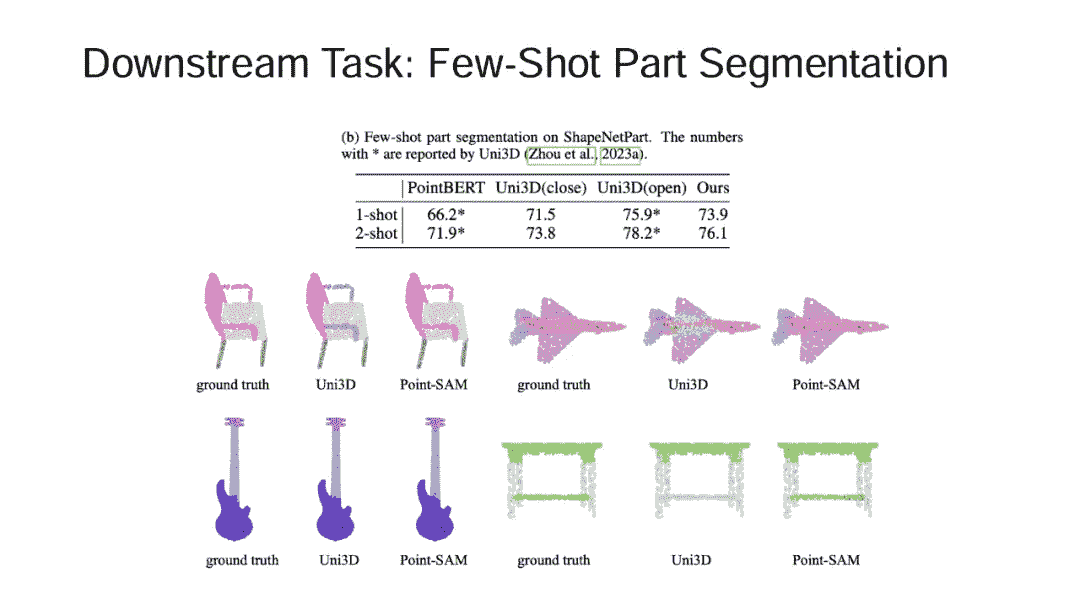 Downstream Task: Few-Shot Part Segmentation
(b) Few-shot part segmentation on ShapeNetPart. The numbers
with * are reported by Uni3D (Zhou et al., 2023a).
PointBERT Uni3D(close) Uni3D(open) Ours
1-shot 66.2* 71.5 75.9* 73.9
2-shot 71.9* 73.8 78.2* 76.1
ground truth Uni3D Point-SAM ground truth Uni3D Point-SAM
ground truth Uni3D Point-SAM ground truth Uni3D Point-SAM